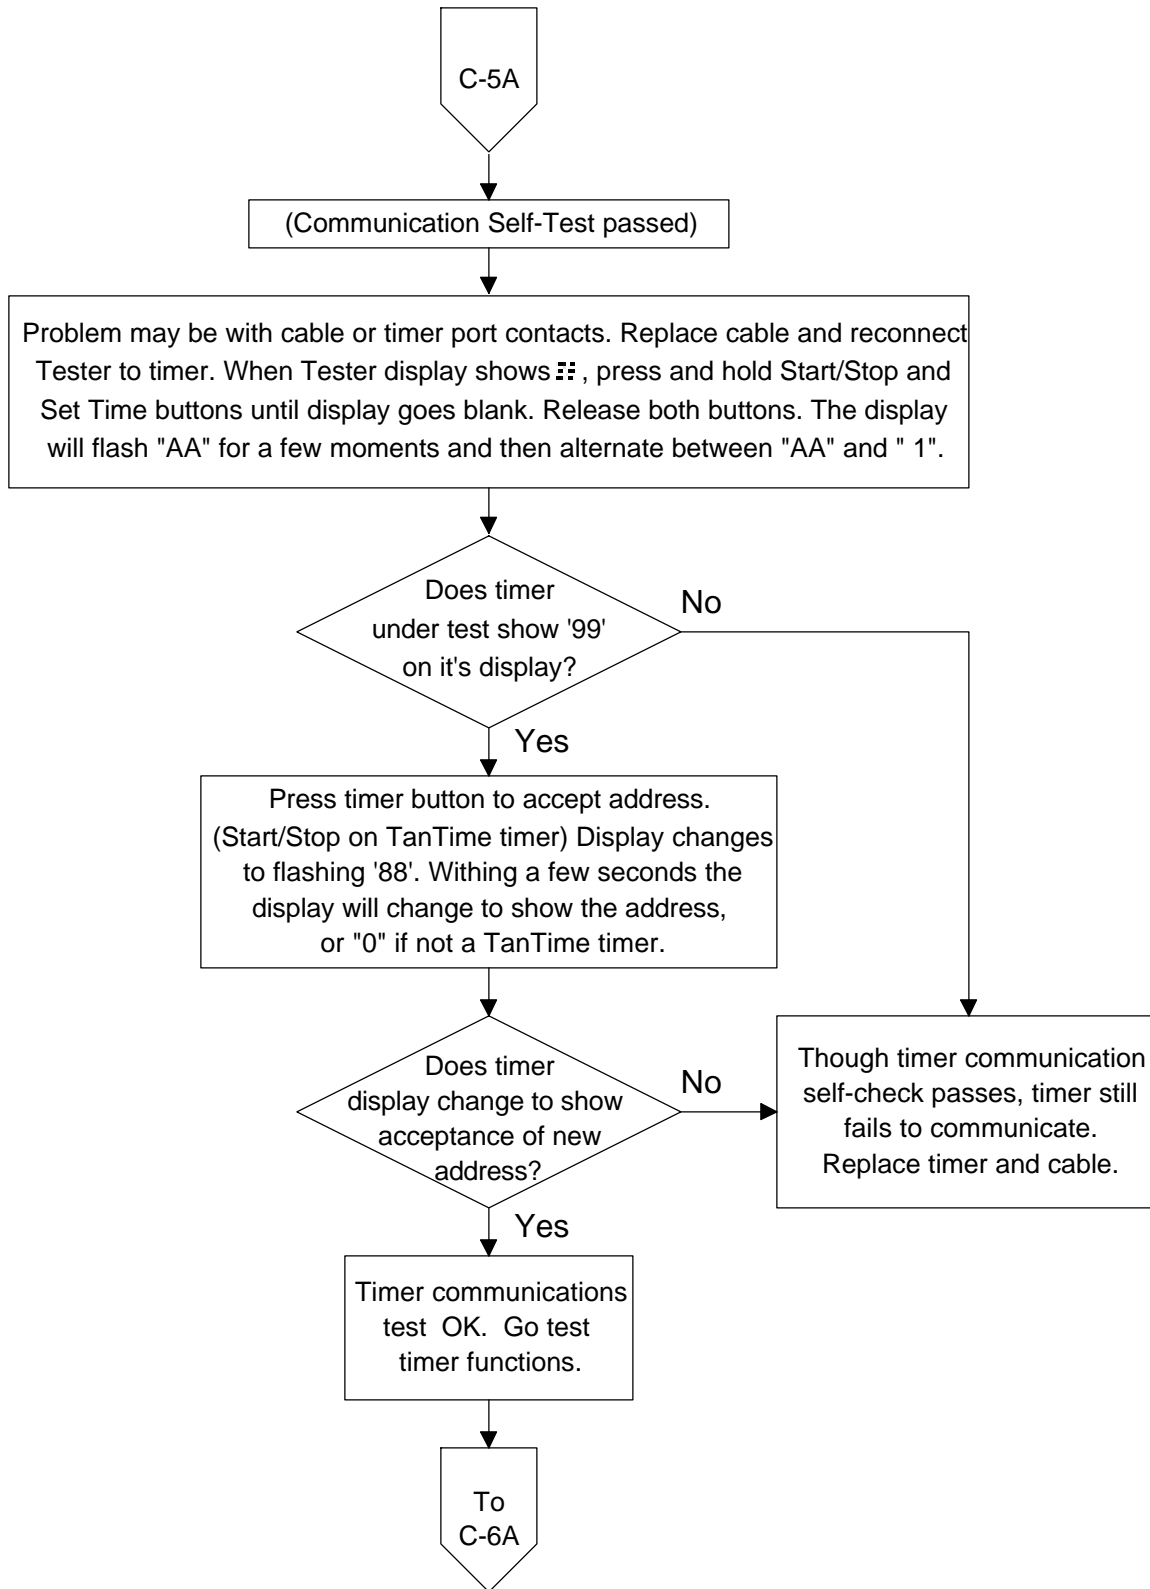 C-5A
(Communication Self-Test passed)
Problem may be with cable or timer port contacts. Replace cable and reconnect
Tester to timer. When Tester display shows , press and hold Start/Stop and
Set Time buttons until display goes blank. Release both buttons. The display
will flash "AA" for a few moments and then alternate between "AA" and " 1".
Does timer
under test show '99'
on it's display?
No
Yes
Press timer button to accept address.
(Start/Stop on TanTime timer) Display changes
to flashing '88'. Withing a few seconds the
display will change to show the address,
or "0" if not a TanTime timer.
Does timer
display change to show
acceptance of new
address?
No
Though timer communication
self-check passes, timer still
fails to communicate.
Replace timer and cable.
Yes
Timer communications
test OK. Go test
timer functions.
To
C-6A